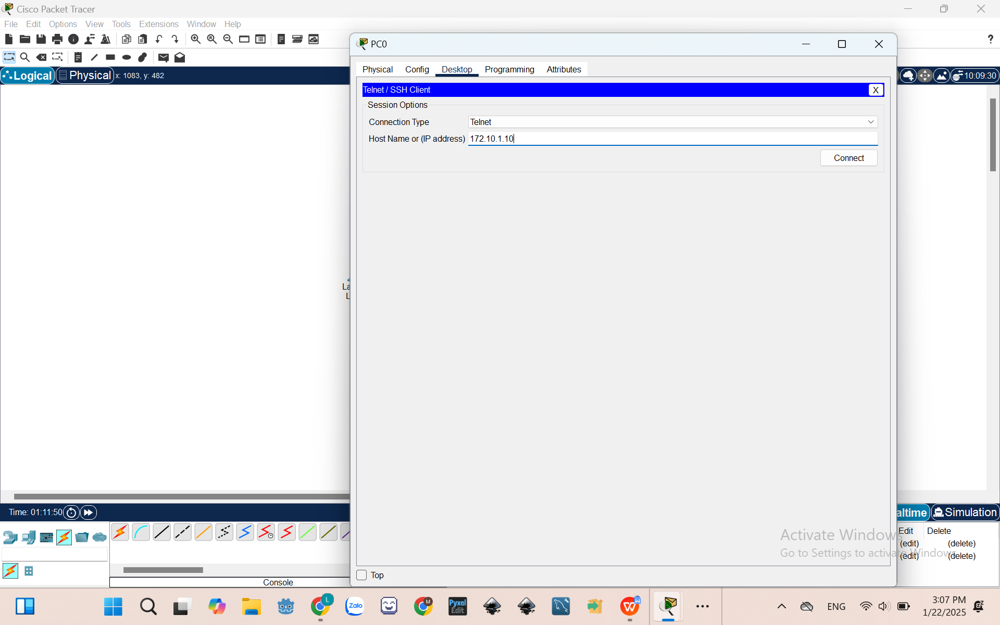 Cisco Packet Tracer
File Edit Options View Tools Extensions Window Help
PC0
Logical Physical x: 1083, y: 482
10:09:30
Physical Config Desktop Programming Attributes
Telnet / SSH Client X
Session Options
Connection Type Telnet
Host Name or (IP address) 172.10.1.10
Connect
La
L
Time: 01:11:50
altime Simulation
Edit Delete
(edit) (delete)
(edit) (delete)
Activate Windows
Go to Settings to activate Windows.
Top
Console
L
Zalo
M
Pyxel
Edit
W
ENG
3:07 PM
1/22/2025